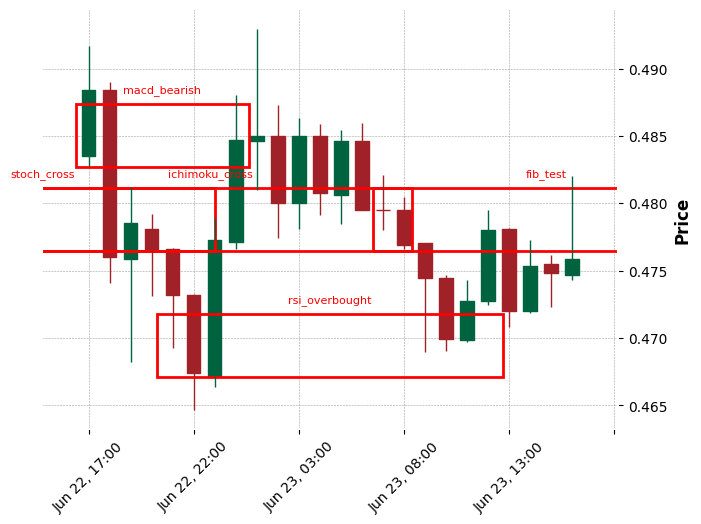 macd_bearish
stoch_cross
ichimoku_cross
fib_test
rsi_overbought
0.490
0.485
0.480
0.475
0.470
0.465
Price
Jun 22, 17:00
Jun 22, 22:00
Jun 23, 03:00
Jun 23, 08:00
Jun 23, 13:00